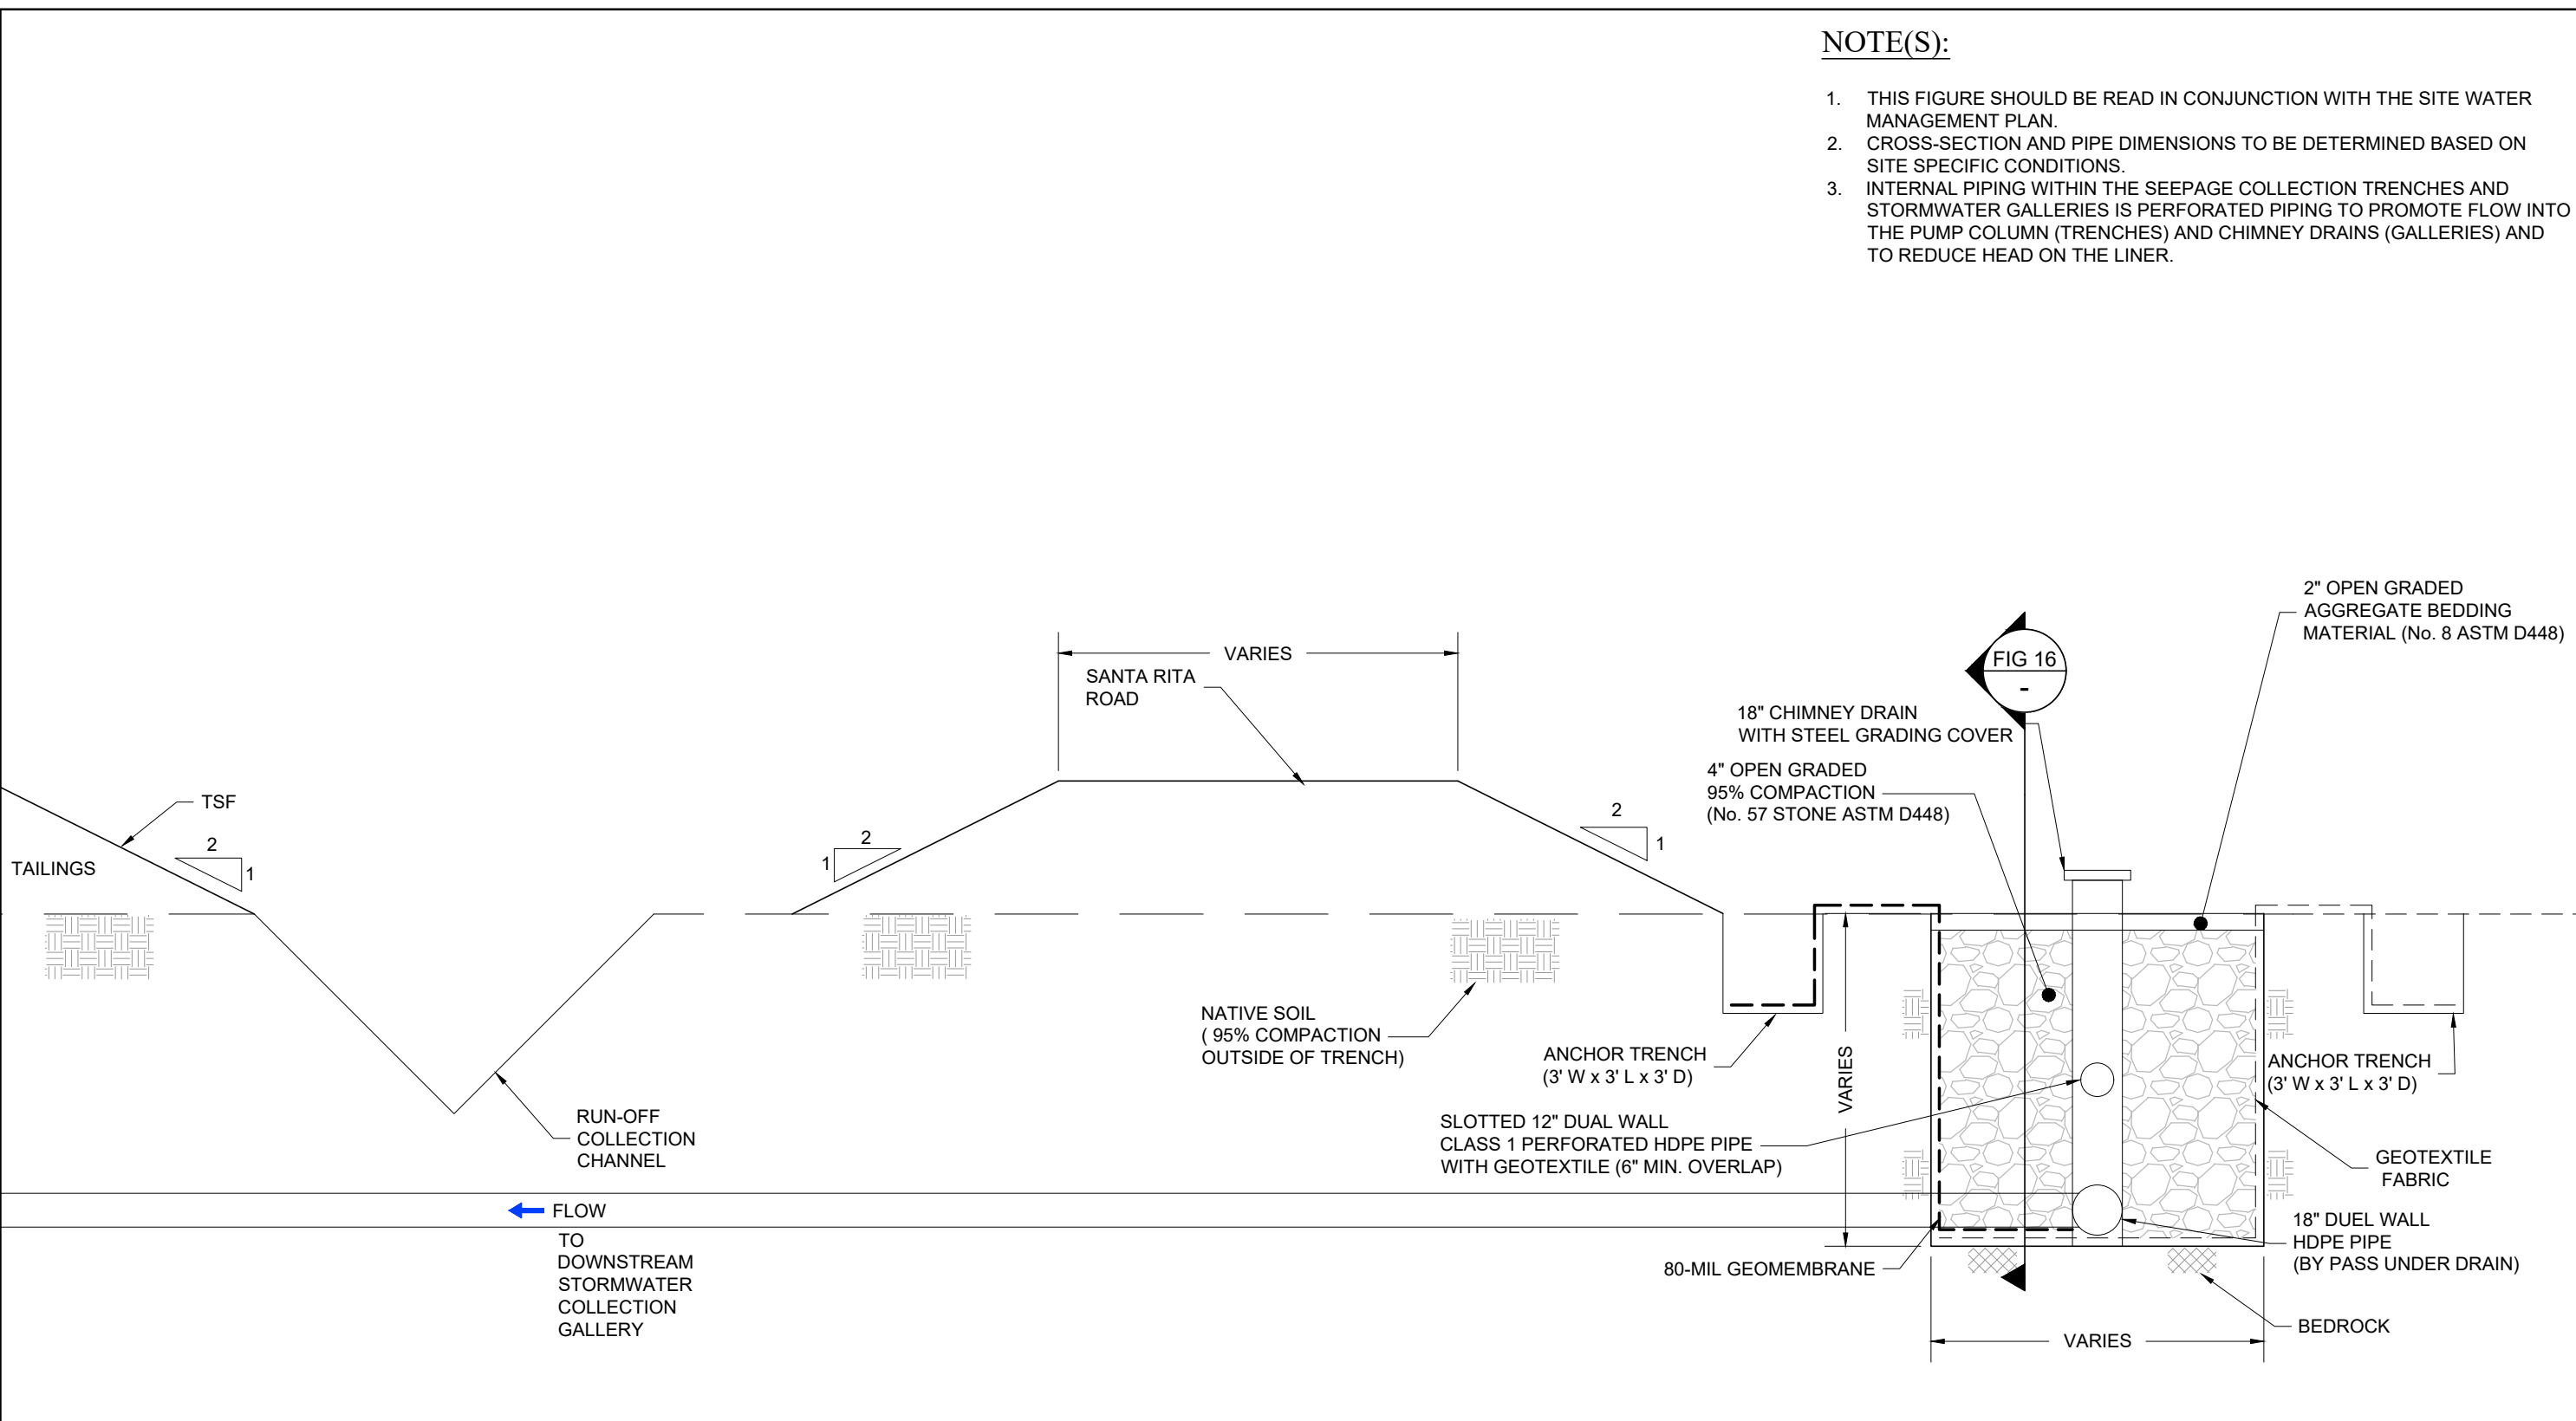 NOTE(S):
1. THIS FIGURE SHOULD BE READ IN CONJUNCTION WITH THE SITE WATER
MANAGEMENT PLAN.
2. CROSS-SECTION AND PIPE DIMENSIONS TO BE DETERMINED BASED ON
SITE SPECIFIC CONDITIONS.
3. INTERNAL PIPING WITHIN THE SEEPAGE COLLECTION TRENCHES AND
STORMWATER GALLERIES IS PERFORATED PIPING TO PROMOTE FLOW INTO
THE PUMP COLUMN (TRENCHES) AND CHIMNEY DRAINS (GALLERIES) AND
TO REDUCE HEAD ON THE LINER.
2" OPEN GRADED
AGGREGATE BEDDING
MATERIAL (No. 8 ASTM D448)
VARIES
FIG 16
-
SANTA RITA
ROAD
18" CHIMNEY DRAIN
WITH STEEL GRADING COVER
4" OPEN GRADED
95% COMPACTION
(No. 57 STONE ASTM D448)
TSF
2
1
TAILINGS
2
1
2
1
NATIVE SOIL
( 95% COMPACTION
OUTSIDE OF TRENCH)
ANCHOR TRENCH
(3' W x 3' L x 3' D)
VARIES
ANCHOR TRENCH
(3' W x 3' L x 3' D)
RUN-OFF
COLLECTION
CHANNEL
SLOTTED 12" DUAL WALL
CLASS 1 PERFORATED HDPE PIPE
WITH GEOTEXTILE (6" MIN. OVERLAP)
GEOTEXTILE
FABRIC
FLOW
TO
DOWNSTREAM
STORMWATER
COLLECTION
GALLERY
18" DUEL WALL
HDPE PIPE
(BY PASS UNDER DRAIN)
80-MIL GEOMEMBRANE
BEDROCK
VARIES